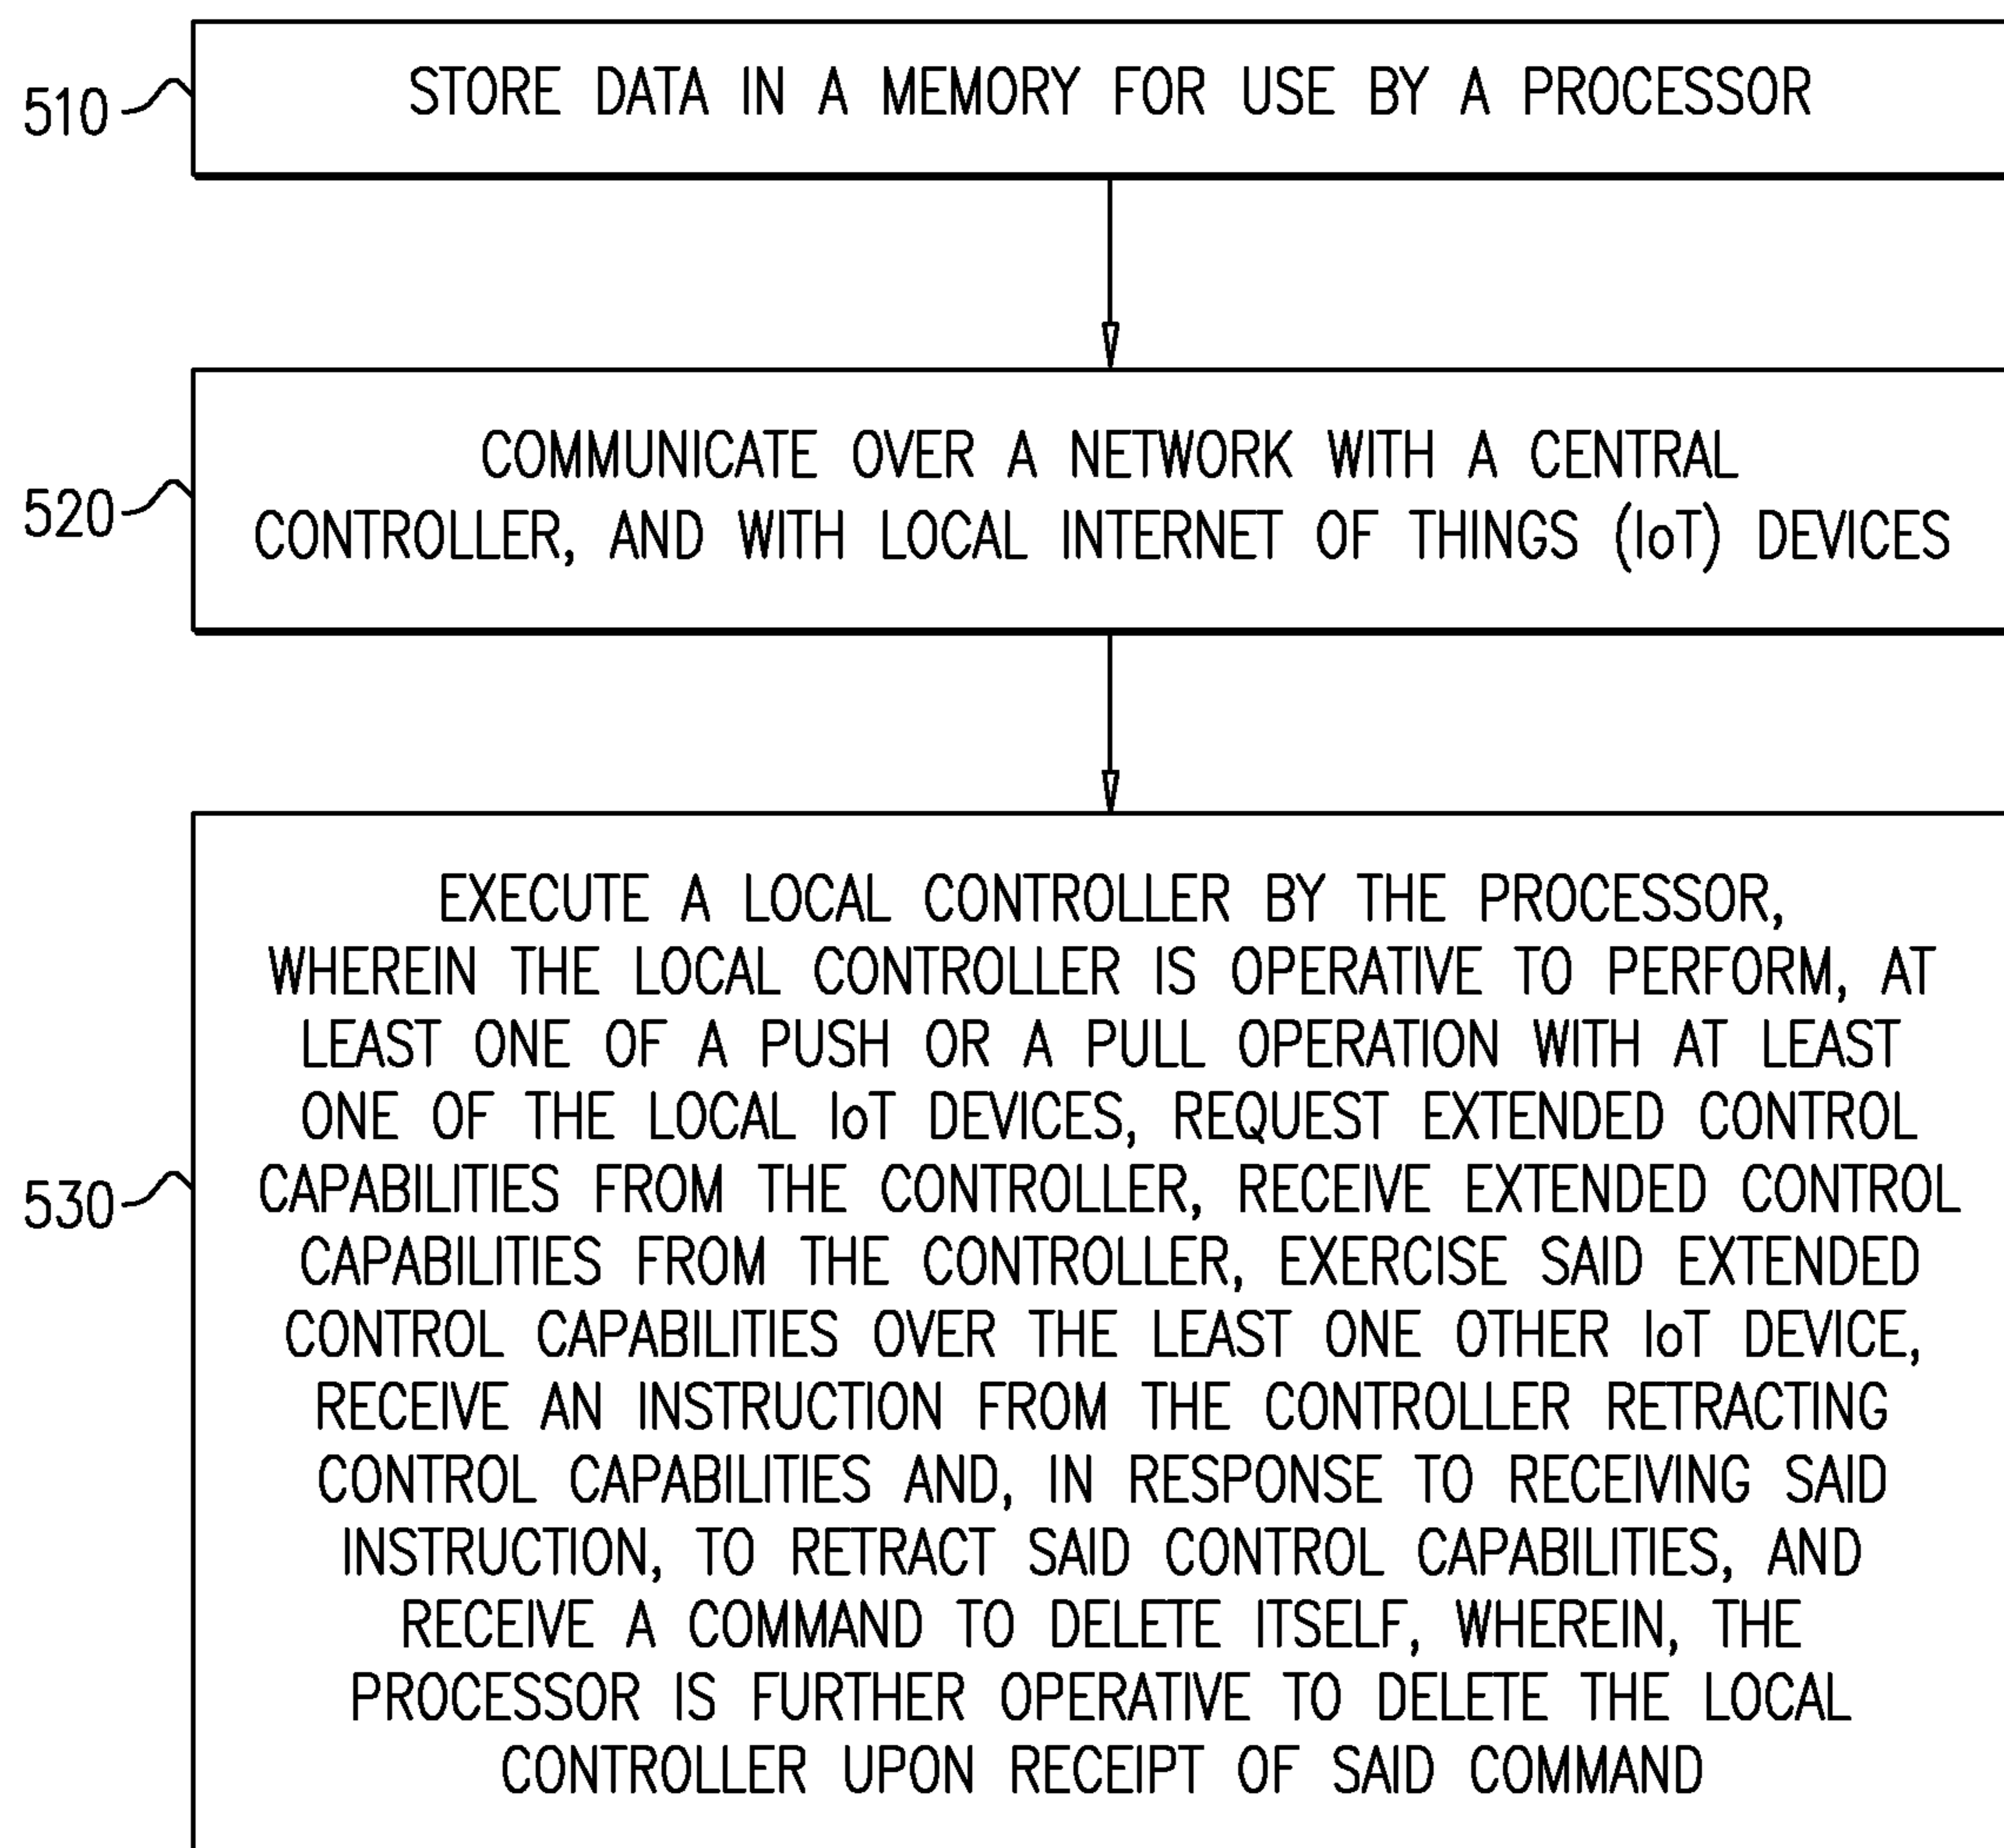 510
STORE DATA IN A MEMORY FOR USE BY A PROCESSOR
COMMUNICATE OVER A NETWORK WITH A CENTRAL
520
CONTROLLER, AND WITH LOCAL INTERNET OF THINGS (IoT) DEVICES
EXECUTE A LOCAL CONTROLLER BY THE PROCESSOR,
WHEREIN THE LOCAL CONTROLLER IS OPERATIVE TO PERFORM, AT
LEAST ONE OF A PUSH OR A PULL OPERATION WITH AT LEAST
ONE OF THE LOCAL IoT DEVICES, REQUEST EXTENDED CONTROL
530
CAPABILITIES FROM THE CONTROLLER, RECEIVE EXTENDED CONTROL
CAPABILITIES FROM THE CONTROLLER, EXERCISE SAID EXTENDED
CONTROL CAPABILITIES OVER THE LEAST ONE OTHER IoT DEVICE,
RECEIVE AN INSTRUCTION FROM THE CONTROLLER RETRACTING
CONTROL CAPABILITIES AND, IN RESPONSE TO RECEIVING SAID
INSTRUCTION, TO RETRACT SAID CONTROL CAPABILITIES, AND
RECEIVE A COMMAND TO DELETE ITSELF, WHEREIN, THE
PROCESSOR IS FURTHER OPERATIVE TO DELETE THE LOCAL
CONTROLLER UPON RECEIPT OF SAID COMMAND